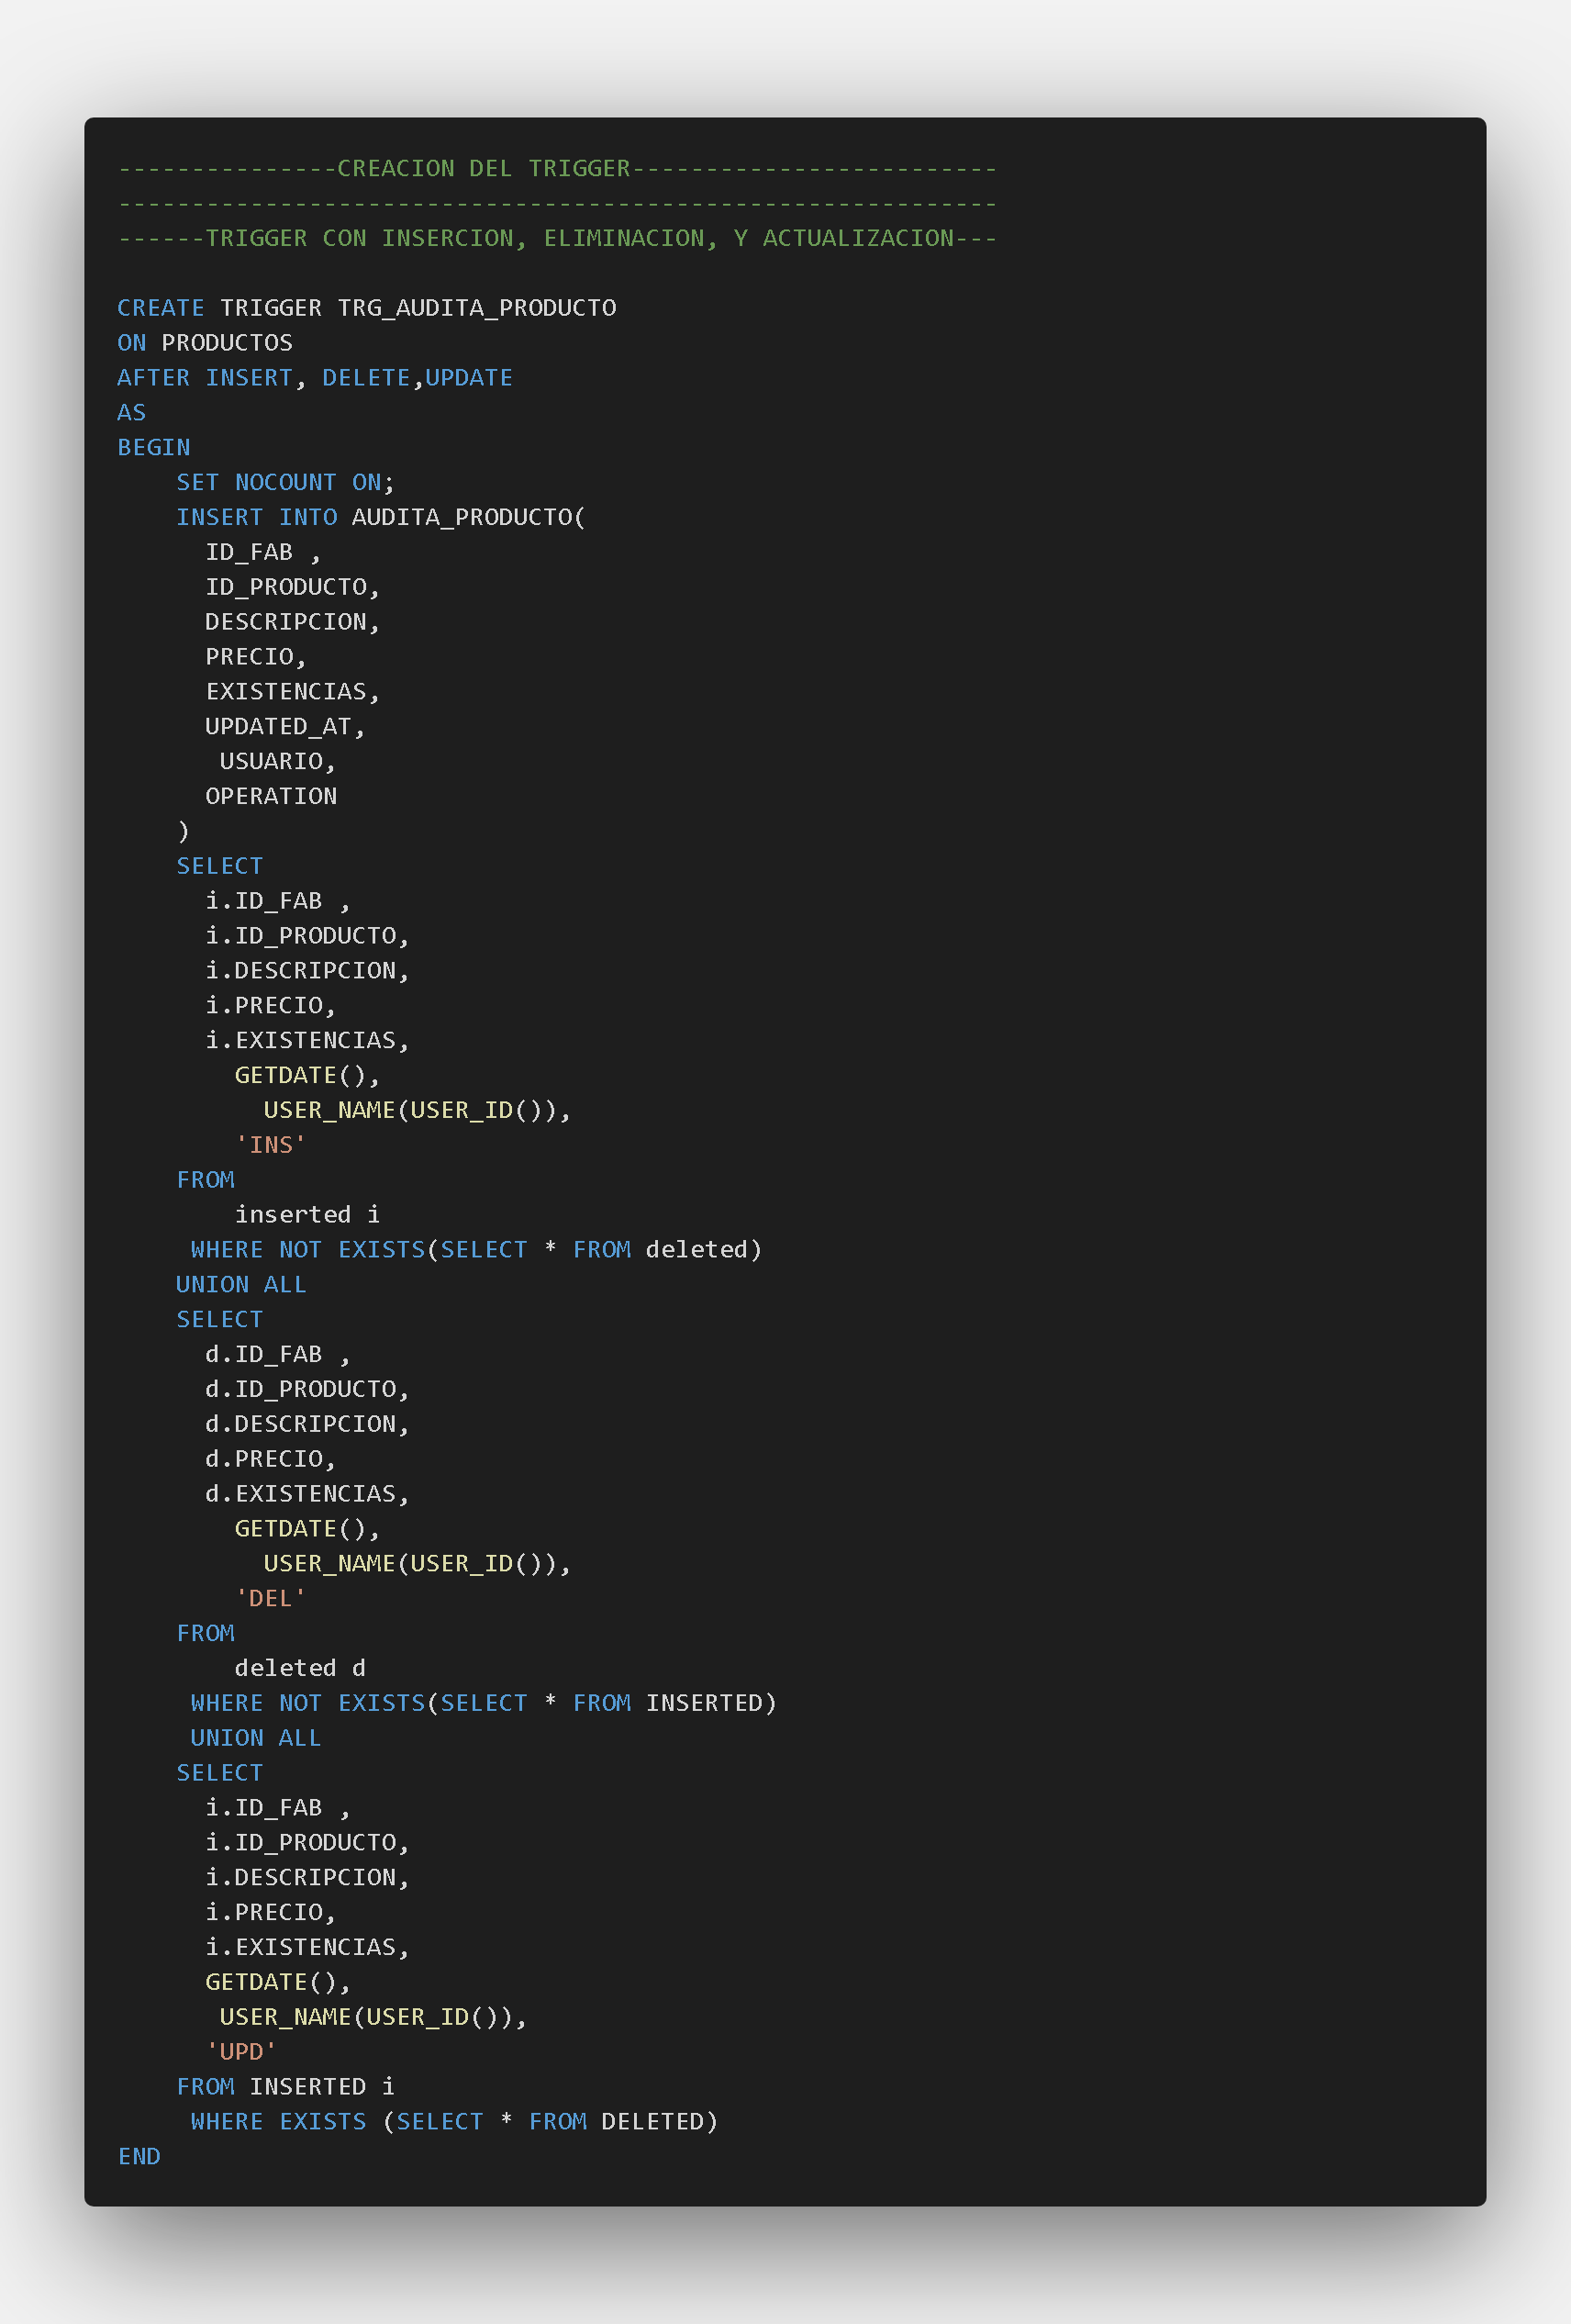 ---------------CREACION DEL TRIGGER-------------------------
------------------------------------------------------------
------TRIGGER CON INSERCION, ELIMINACION, Y ACTUALIZACION---

CREATE TRIGGER TRG_AUDITA_PRODUCTO
ON PRODUCTOS
AFTER INSERT, DELETE,UPDATE
AS
BEGIN
    SET NOCOUNT ON;
    INSERT INTO AUDITA_PRODUCTO(
      ID_FAB ,
      ID_PRODUCTO,
      DESCRIPCION,
      PRECIO,
      EXISTENCIAS,
      UPDATED_AT,
       USUARIO,
      OPERATION
    )
    SELECT
      i.ID_FAB ,
      i.ID_PRODUCTO,
      i.DESCRIPCION,
      i.PRECIO,
      i.EXISTENCIAS,
        GETDATE(),
          USER_NAME(USER_ID()),
        'INS'
    FROM
        inserted i
     WHERE NOT EXISTS(SELECT * FROM deleted)
    UNION ALL
    SELECT
      d.ID_FAB ,
      d.ID_PRODUCTO,
      d.DESCRIPCION,
      d.PRECIO,
      d.EXISTENCIAS,
        GETDATE(),
          USER_NAME(USER_ID()),
        'DEL'
    FROM
        deleted d
     WHERE NOT EXISTS(SELECT * FROM INSERTED)
     UNION ALL
    SELECT
      i.ID_FAB ,
      i.ID_PRODUCTO,
      i.DESCRIPCION,
      i.PRECIO,
      i.EXISTENCIAS,
      GETDATE(),
       USER_NAME(USER_ID()),
      'UPD'
    FROM INSERTED i
     WHERE EXISTS (SELECT * FROM DELETED)
END